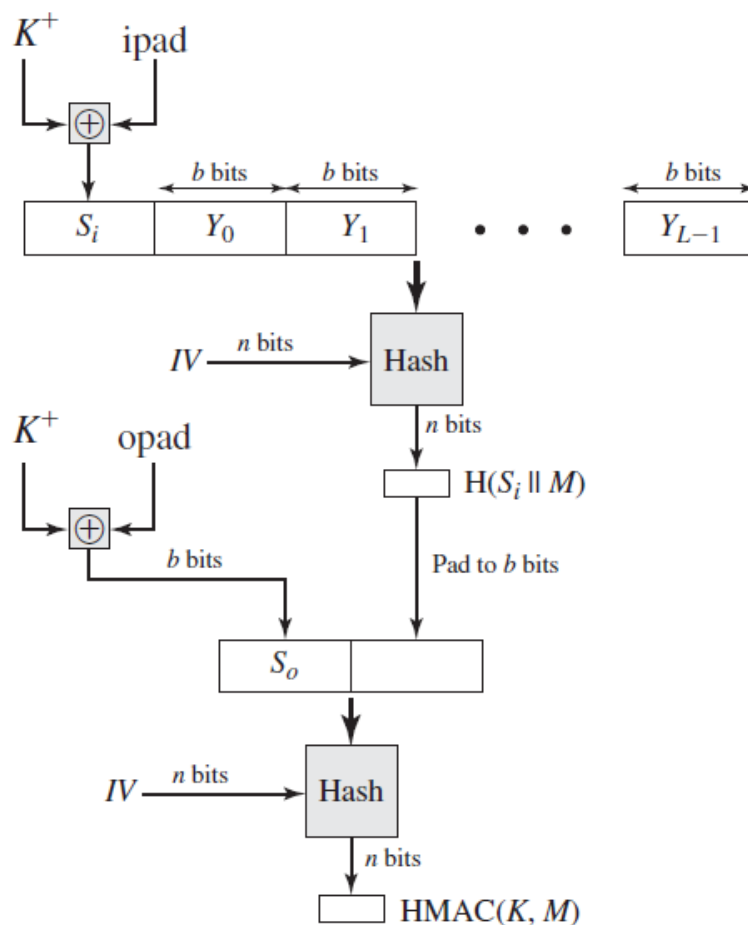 K⁺ ipad
⊕
b bits b bits b bits
Sᵢ Y₀ Y₁ • • • Y_{L−1}
IV n bits Hash
n bits
K⁺ opad
H(Sᵢ || M)
⊕
b bits Pad to b bits
Sₒ
IV n bits Hash
n bits
HMAC(K, M)